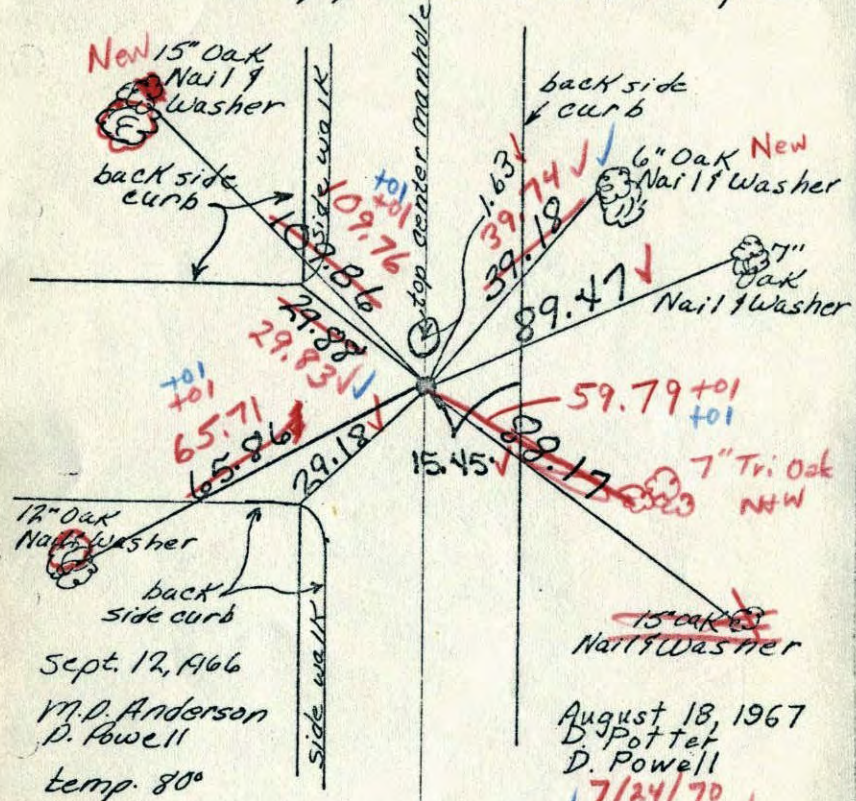 New 15" Oak
Nail & Washer
back side curb
side walk
top center manhole
back side curb
6" Oak New
Nail & Washer
7" Oak
Nail & Washer
+01
+01
109.76
109.86
1.63
39.74
39.18
89.47
29.88
29.83
+01
+01
65.71
65.86
29.18
15.45
59.79 +01
+01
88.17
7" Tri Oak
N+W
12" Oak
Nail & Washer
back side curb
side walk
15" oak
Nail & Washer
Sept. 12, 1966
M.D. Anderson
D. Powell
temp. 80°
August 18, 1967
D. Potter
D. Powell
7/24/70